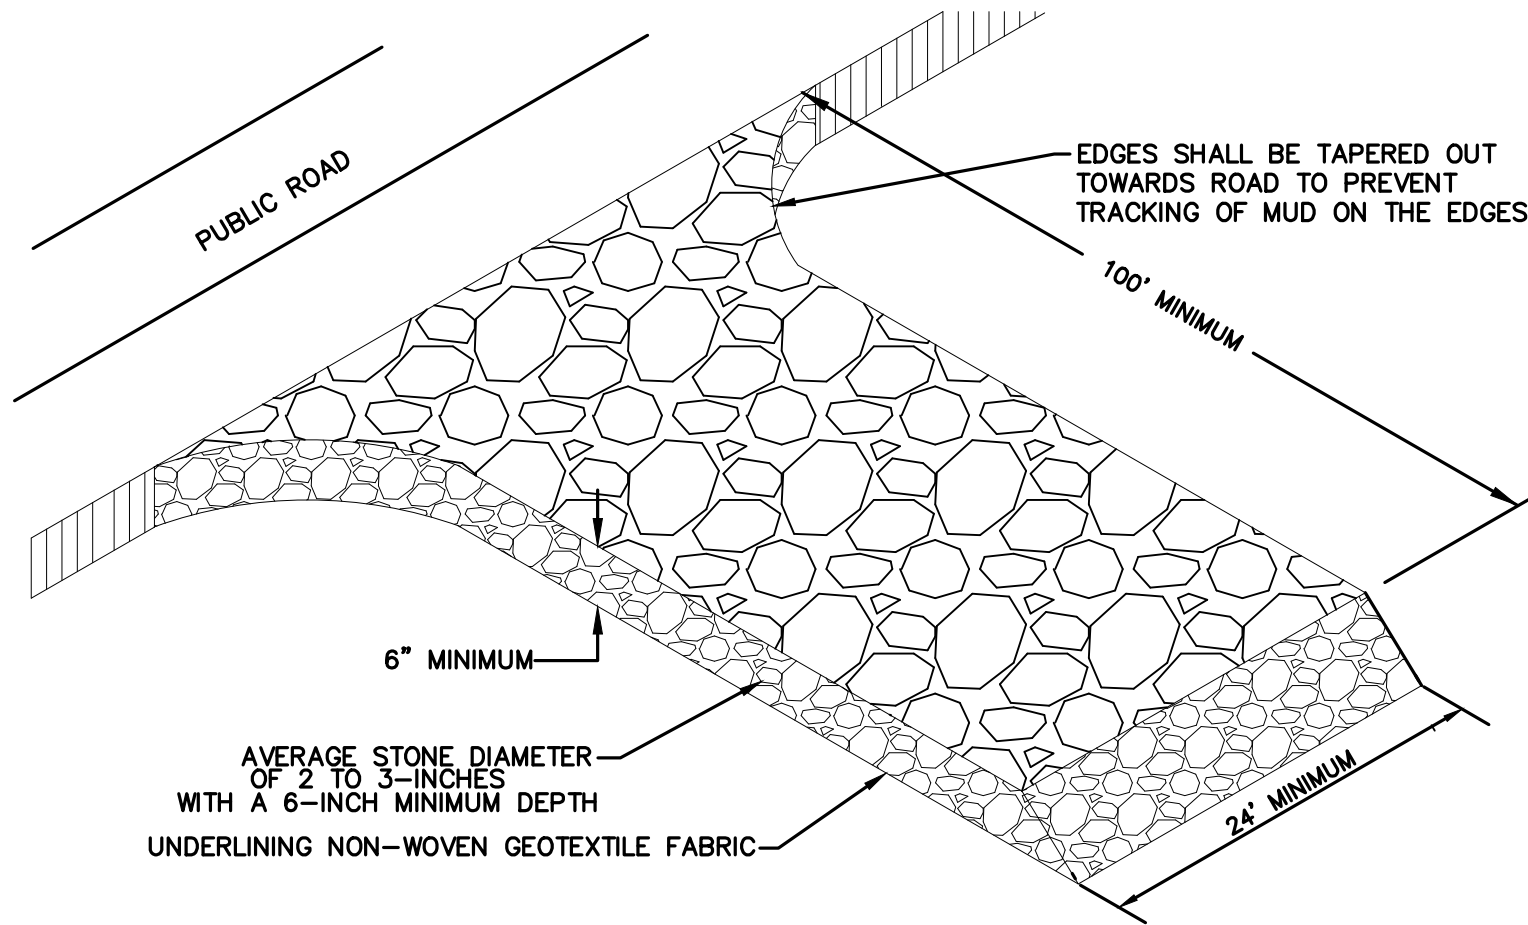 PUBLIC ROAD
EDGES SHALL BE TAPERED OUT
TOWARDS ROAD TO PREVENT
TRACKING OF MUD ON THE EDGES
100' MINIMUM
6" MINIMUM
AVERAGE STONE DIAMETER
OF 2 TO 3-INCHES
WITH A 6-INCH MINIMUM DEPTH
UNDERLINING NON-WOVEN GEOTEXTILE FABRIC
24' MINIMUM